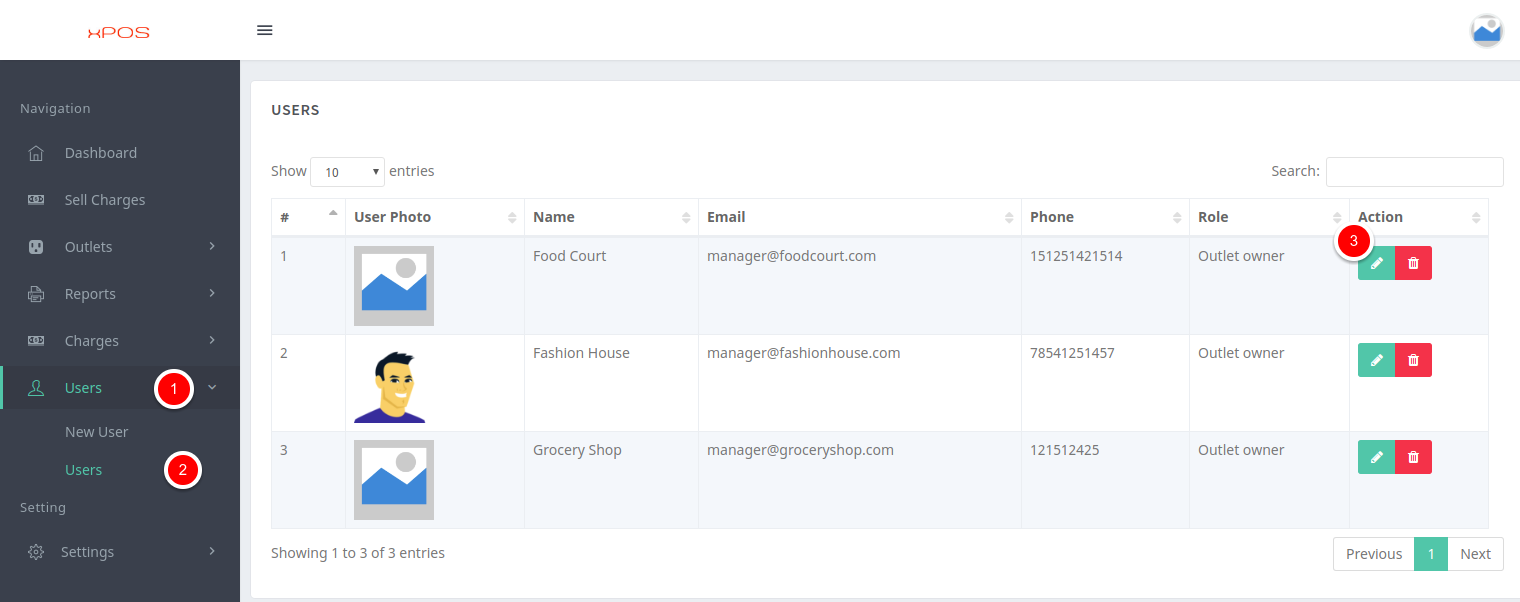 xPOS
Navigation
Dashboard
Sell Charges
Outlets
Reports
Charges
Users 1
New User
Users 2
Setting
Settings
USERS
Show 10 entries
Search:
# User Photo Name Email Phone Role Action
3
1 Food Court manager@foodcourt.com 151251421514 Outlet owner
2 Fashion House manager@fashionhouse.com 78541251457 Outlet owner
3 Grocery Shop manager@groceryshop.com 121512425 Outlet owner
Showing 1 to 3 of 3 entries
Previous 1 Next